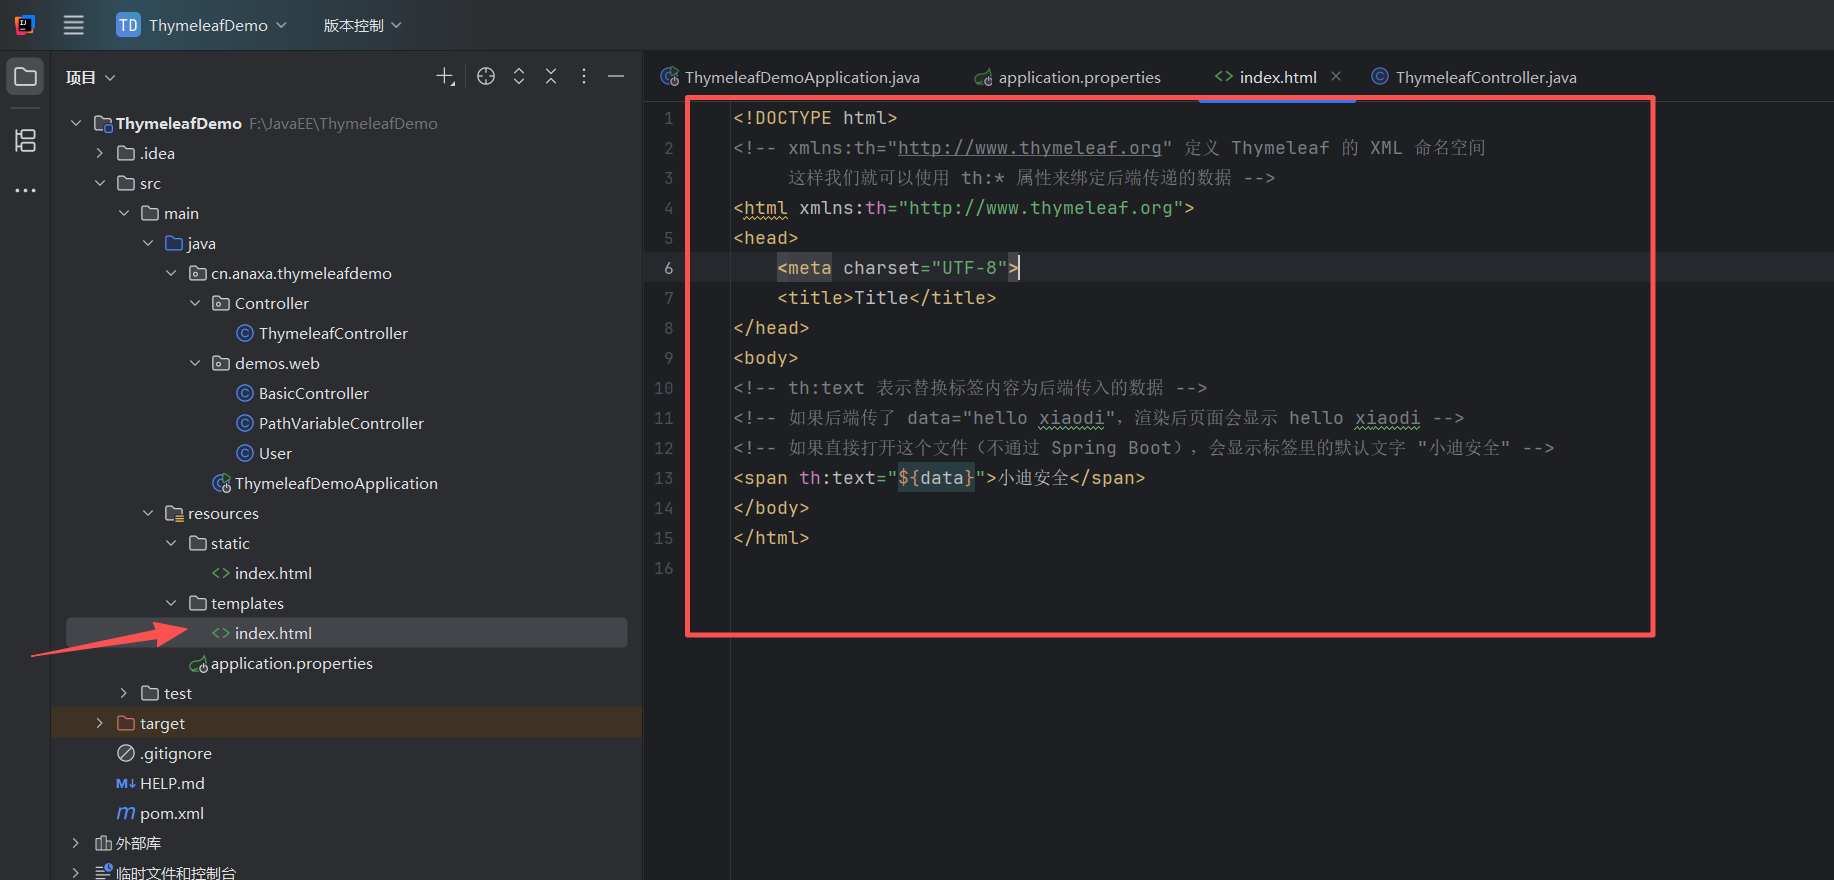 TD ThymeleafDemo 版本控制
项目
ThymeleafDemo F:\JavaEE\ThymeleafDemo
.idea
src
main
java
cn.anaxa.thymeleafdemo
Controller
ThymeleafController
demos.web
BasicController
PathVariableController
User
ThymeleafDemoApplication
resources
static
index.html
templates
index.html
application.properties
test
target
.gitignore
HELP.md
pom.xml
外部库
临时文件和控制台
ThymeleafDemoApplication.java application.properties index.html ThymeleafController.java
1 <!DOCTYPE html>
2 <!-- xmlns:th="http://www.thymeleaf.org" 定义 Thymeleaf 的 XML 命名空间
3 这样我们就可以使用 th:* 属性来绑定后端传递的数据 -->
4 <html xmlns:th="http://www.thymeleaf.org">
5 <head>
6 <meta charset="UTF-8">
7 <title>Title</title>
8 </head>
9 <body>
10 <!-- th:text 表示替换标签内容为后端传入的数据 -->
11 <!-- 如果后端传了 data="hello xiaodi"，渲染后页面会显示 hello xiaodi -->
12 <!-- 如果直接打开这个文件（不通过 Spring Boot），会显示标签里的默认文字 "小迪安全" -->
13 <span th:text="${data}">小迪安全</span>
14 </body>
15 </html>
16